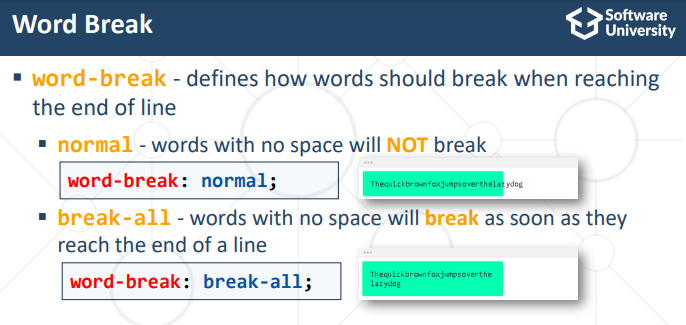 Word Break
Software
University
▪ word-break - defines how words should break when reaching
the end of line
▪ normal - words with no space will NOT break
word-break: normal;
Thequickbrownfoxjumpsoverthelazydog
▪ break-all - words with no space will break as soon as they
reach the end of a line
word-break: break-all;
Thequickbrownfoxjumpsoverthe
lazydog